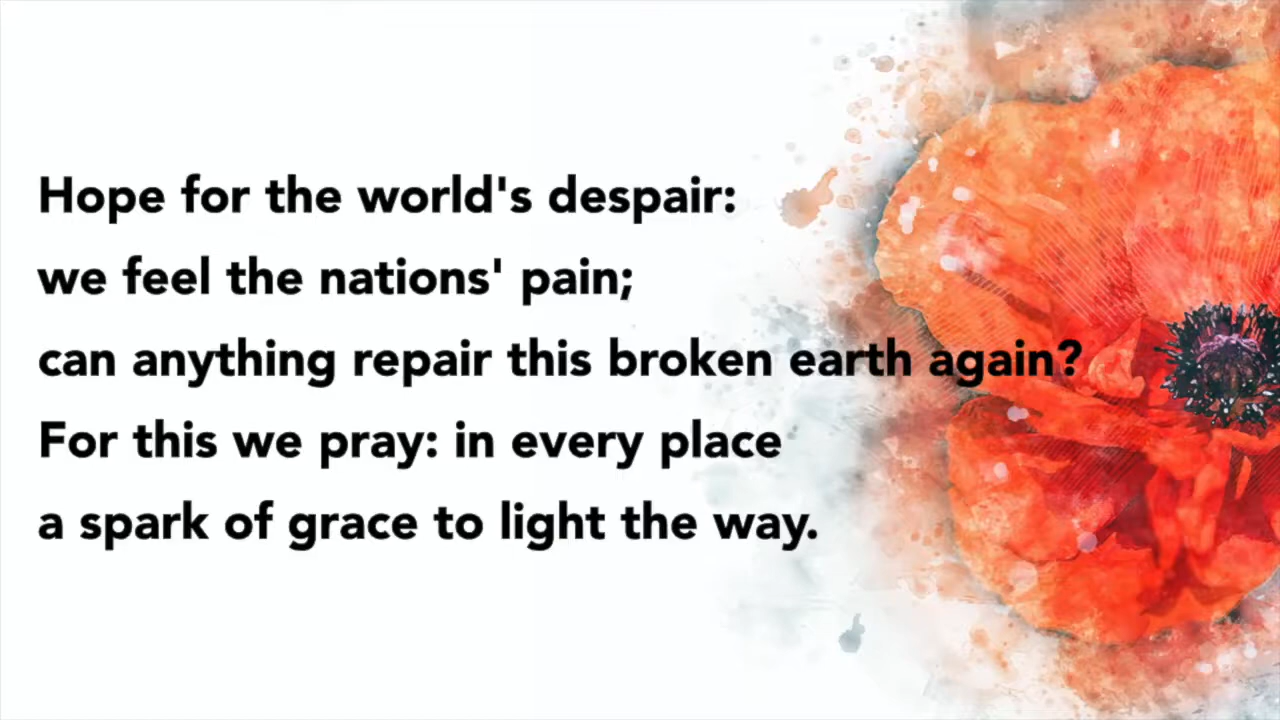 Hope for the world's despair:
we feel the nations' pain;
can anything repair this broken earth again?
For this we pray: in every place
a spark of grace to light the way.